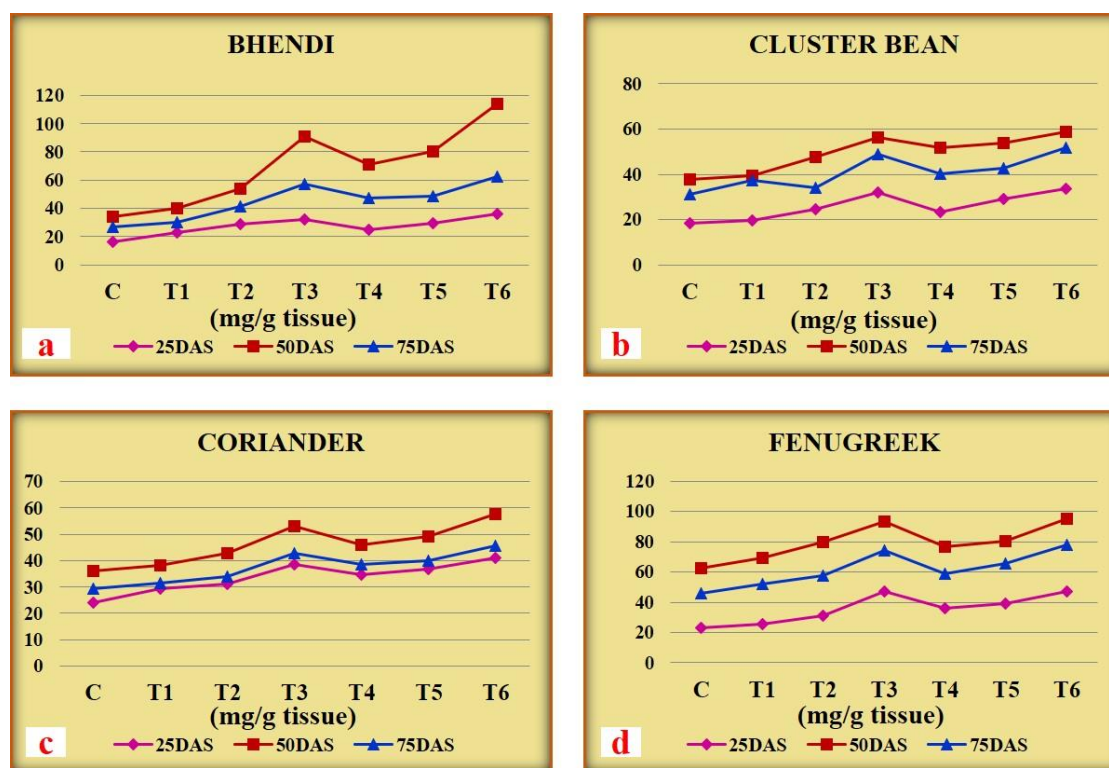 BHENDI
120
100
80
60
40
20
0
C T1 T2 T3 T4 T5 T6
(mg/g tissue)
25DAS 50DAS 75DAS
a
CLUSTER BEAN
80
60
40
20
0
C T1 T2 T3 T4 T5 T6
(mg/g tissue)
25DAS 50DAS 75DAS
b
CORIANDER
70
60
50
40
30
20
10
0
C T1 T2 T3 T4 T5 T6
(mg/g tissue)
25DAS 50DAS 75DAS
c
FENUGREEK
120
100
80
60
40
20
0
C T1 T2 T3 T4 T5 T6
(mg/g tissue)
25DAS 50DAS 75DAS
d